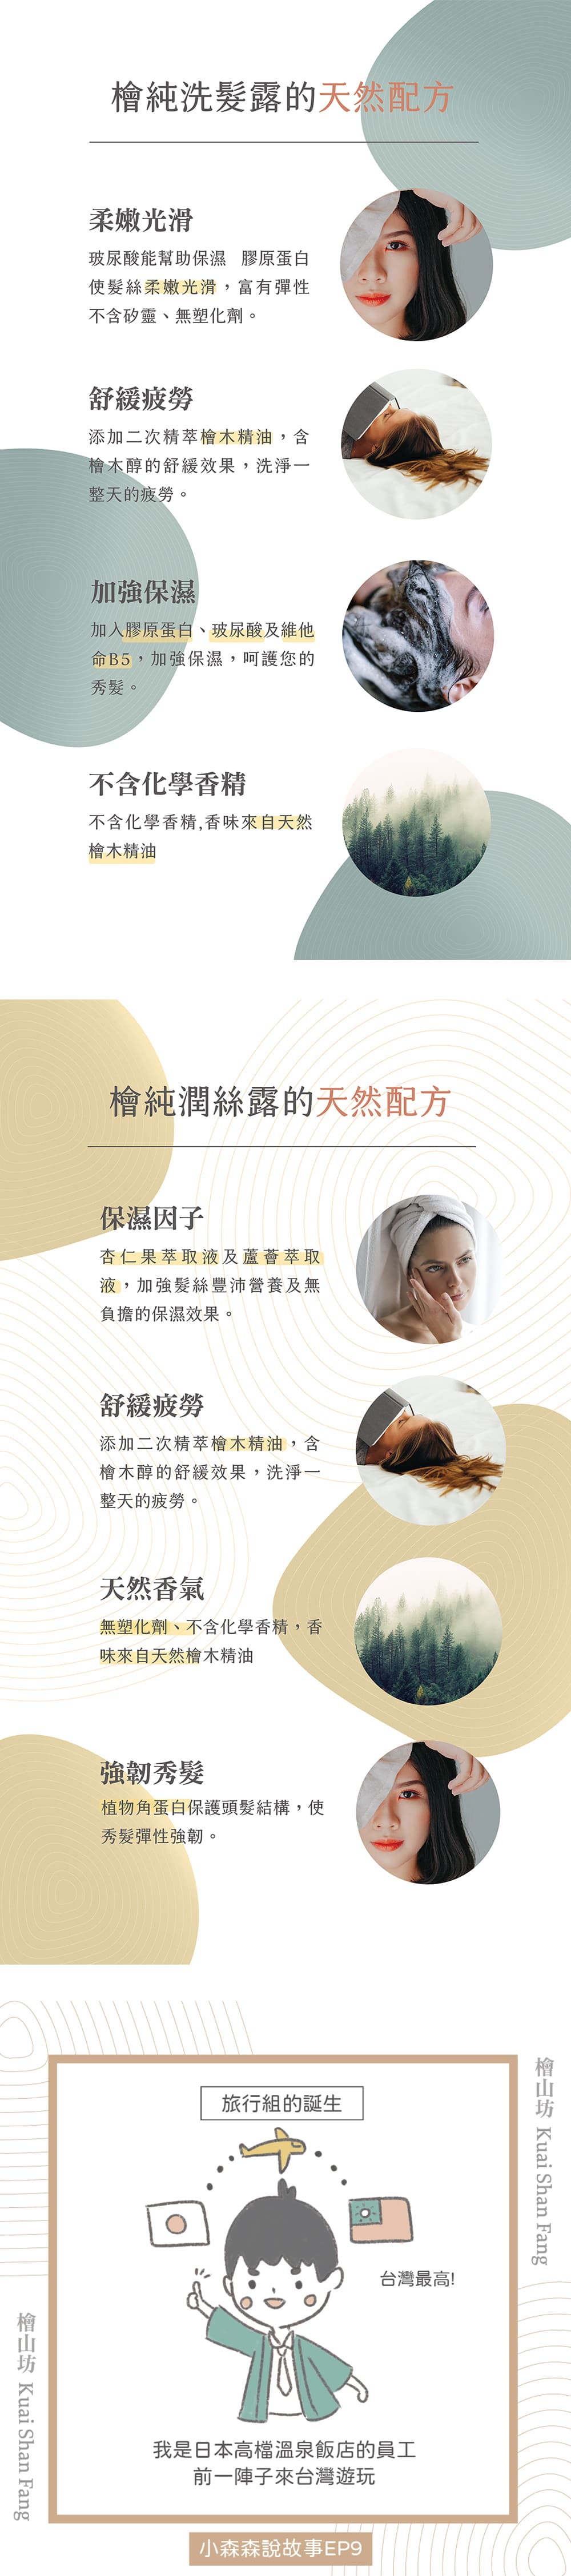 檜純洗髮露的天然配方
柔嫩光滑
玻尿酸能幫助保濕 膠原蛋白
使髮絲柔嫩光滑，富有彈性
不含矽靈、無塑化劑。
舒緩疲勞
添加二次精萃檜木精油，含
檜木醇的舒緩效果，洗淨一
整天的疲勞。
加強保濕
加入膠原蛋白、玻尿酸及維他
命B5，加強保濕，呵護您的
秀髮。
不含化學香精
不含化學香精,香味來自天然
檜木精油
檜純潤絲露的天然配方
保濕因子
杏仁果萃取液及蘆薈萃取
液，加強髮絲豐沛營養及無
負擔的保濕效果。
舒緩疲勞
添加二次精萃檜木精油，含
檜木醇的舒緩效果，洗淨一
整天的疲勞。
天然香氣
無塑化劑、不含化學香精，香
味來自天然檜木精油
強韌秀髮
植物角蛋白保護頭髮結構，使
秀髮彈性強韌。
檜山坊 Kuai Shan Fang
旅行組的誕生
台灣最高!
檜山坊 Kuai Shan Fang
我是日本高檔溫泉飯店的員工
前一陣子來台灣遊玩
小森森說故事EP9